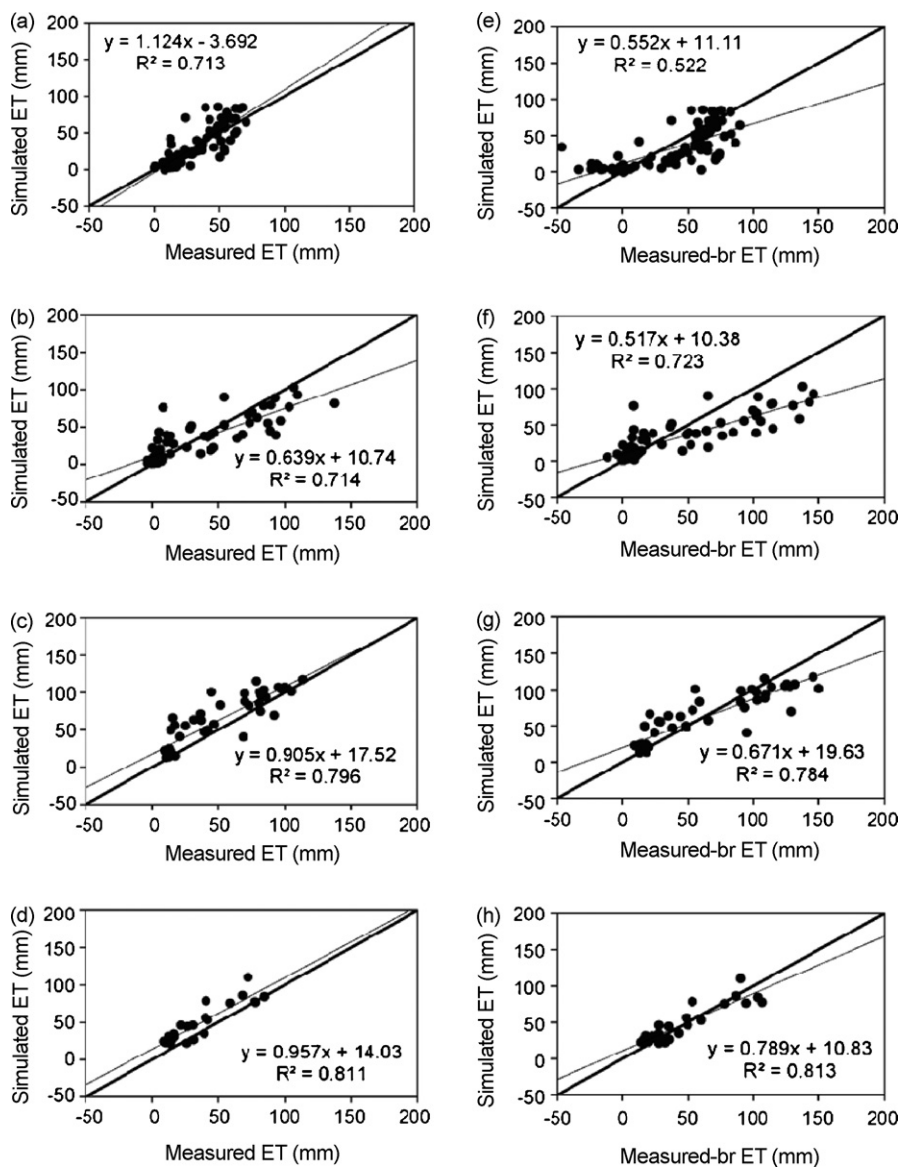 (a)
200
150
100
50
0
-50
Simulated ET (mm)
y = 1.124x - 3.692
R² = 0.713
-50 0 50 100 150 200
Measured ET (mm)
(e)
200
150
100
50
0
-50
Simulated ET (mm)
y = 0.552x + 11.11
R² = 0.522
-50 0 50 100 150 200
Measured-br ET (mm)
(b)
200
150
100
50
0
-50
Simulated ET (mm)
y = 0.639x + 10.74
R² = 0.714
-50 0 50 100 150 200
Measured ET (mm)
(f)
200
150
100
50
0
-50
Simulated ET (mm)
y = 0.517x + 10.38
R² = 0.723
-50 0 50 100 150 200
Measured-br ET (mm)
(c)
200
150
100
50
0
-50
Simulated ET (mm)
y = 0.905x + 17.52
R² = 0.796
-50 0 50 100 150 200
Measured ET (mm)
(g)
200
150
100
50
0
-50
Simulated ET (mm)
y = 0.671x + 19.63
R² = 0.784
-50 0 50 100 150 200
Measured-br ET (mm)
(d)
200
150
100
50
0
-50
Simulated ET (mm)
y = 0.957x + 14.03
R² = 0.811
-50 0 50 100 150 200
Measured ET (mm)
(h)
200
150
100
50
0
-50
Simulated ET (mm)
y = 0.789x + 10.83
R² = 0.813
-50 0 50 100 150 200
Measured-br ET (mm)